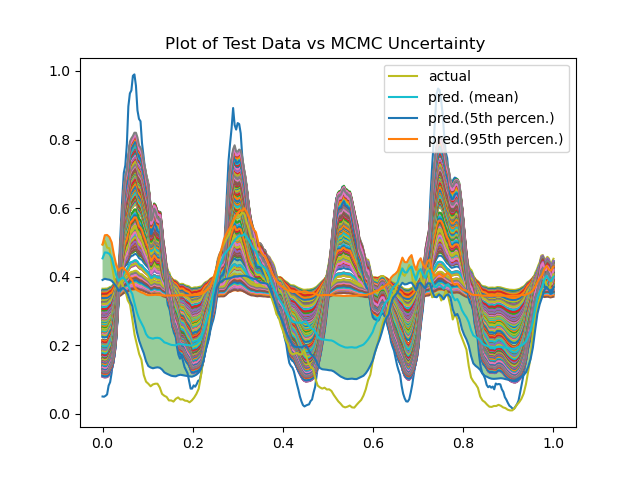 Plot of Test Data vs MCMC Uncertainty
1.0
0.8
0.6
0.4
0.2
0.0
actual
pred. (mean)
pred.(5th percen.)
pred.(95th percen.)
0.0 0.2 0.4 0.6 0.8 1.0